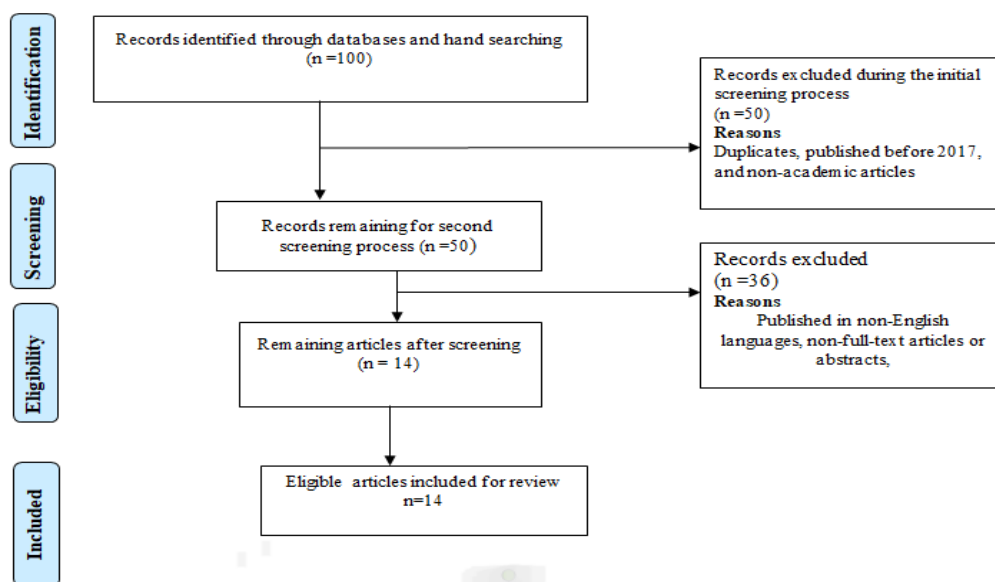 Identification
Records identified through databases and hand searching
(n =100)
Records excluded during the initial
screening process
(n =50)
Reasons
Duplicates, published before 2017,
and non-academic articles
Screening
Records remaining for second
screening process (n =50)
Records excluded
(n =36)
Reasons
Published in non-English
languages, non-full-text articles or
abstracts,
Eligibility
Remaining articles after screening
(n = 14)
Included
Eligible articles included for review
n=14